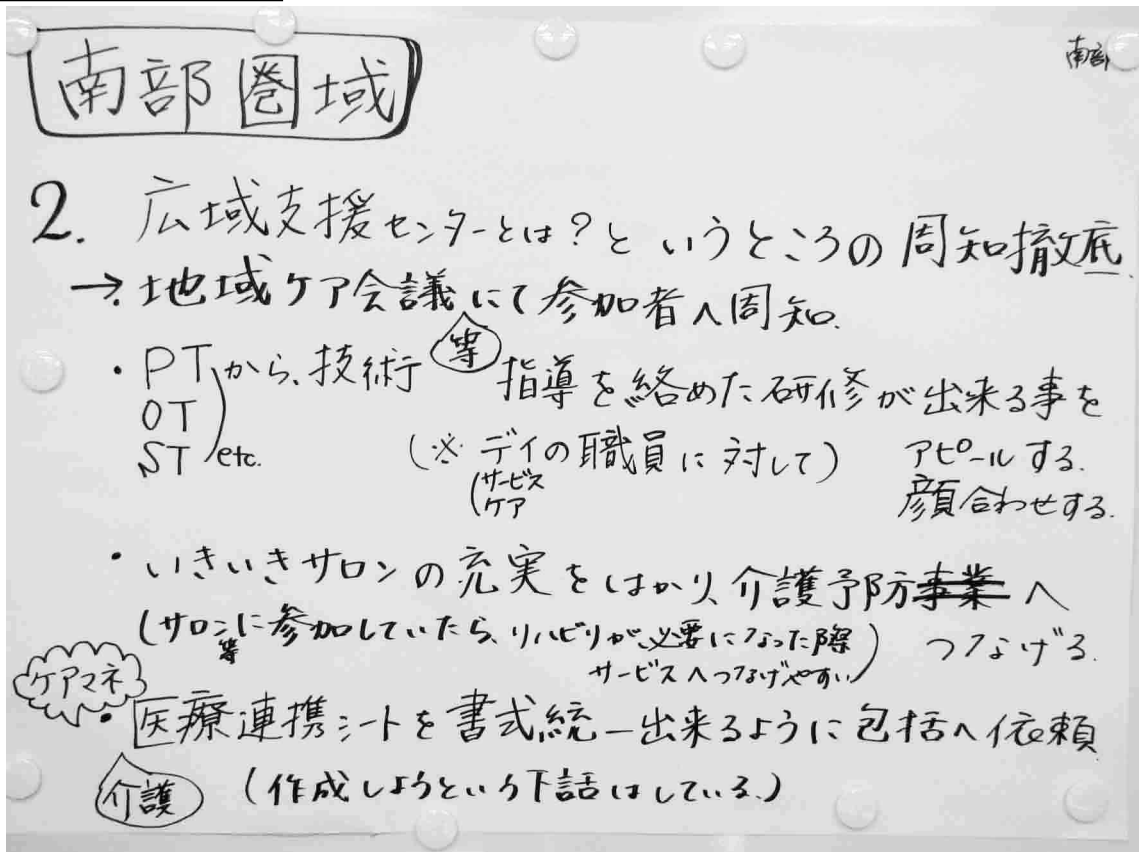 南部圏域
南部
2. 広域支援センターとは?というところの周知徹底.
→. 地域ケア会議にて参加者へ周知.
・PT OT ST etc. から、技術等指導を絡めた研修が出来る事を
(※デイの職員に対して) アピールする.
(サービス
ケア
顔合わせする.
・いきいきサロンの充実をはかり、介護予防事業へ
(サロン等に参加していたら、リハビリが必要になった際 つなげる.
サービスへつなげやすい)
ケアマネ
・医療連携シートを書式統一出来るように包括へ依頼
介護 (作成しようという下話はしている.)